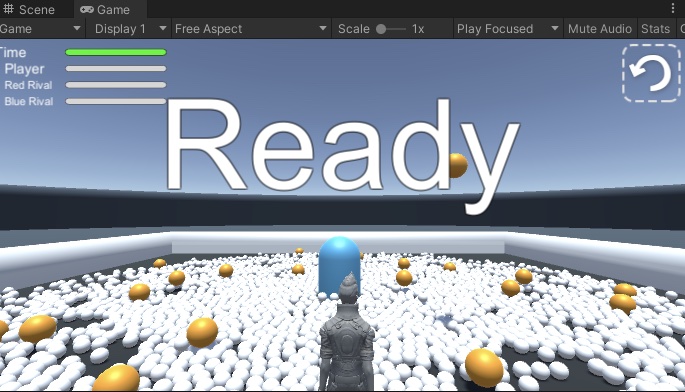 Scene Game
Game Display 1 Free Aspect Scale 1x Play Focused Mute Audio Stats
Time
Player
Red Rival
Blue Rival
Ready